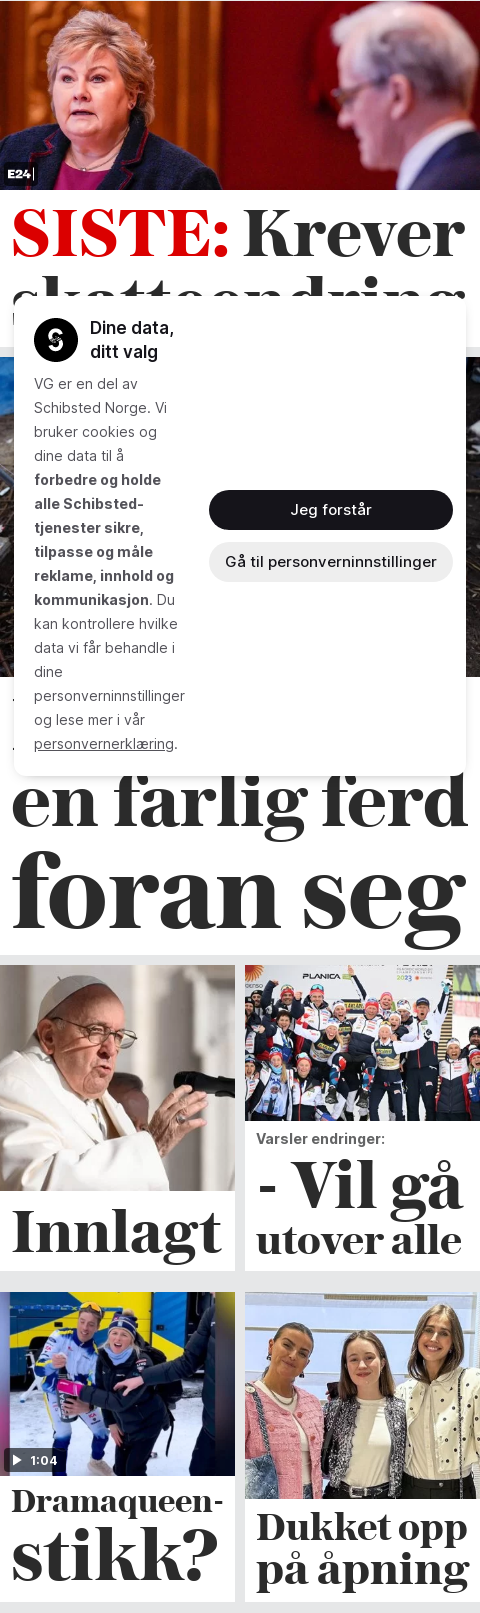 E24
SISTE: Krever
skatteendring
Dine data,
ditt valg
VG er en del av
Schibsted Norge. Vi
bruker cookies og
dine data til å
forbedre og holde
alle Schibsted-
tjenester sikre,
tilpasse og måle
reklame, innhold og
kommunikasjon. Du
kan kontrollere hvilke
data vi får behandle i
dine
personverninnstillinger
og lese mer i vår
personvernerklæring.
Jeg forstår
Gå til personverninnstillinger
en farlig ferd
foran seg
PLANICA
2023
Innlagt
Varsler endringer:
- Vil gå
utover alle
1:04
Dramaqueen-
stikk?
Dukket opp
på åpning